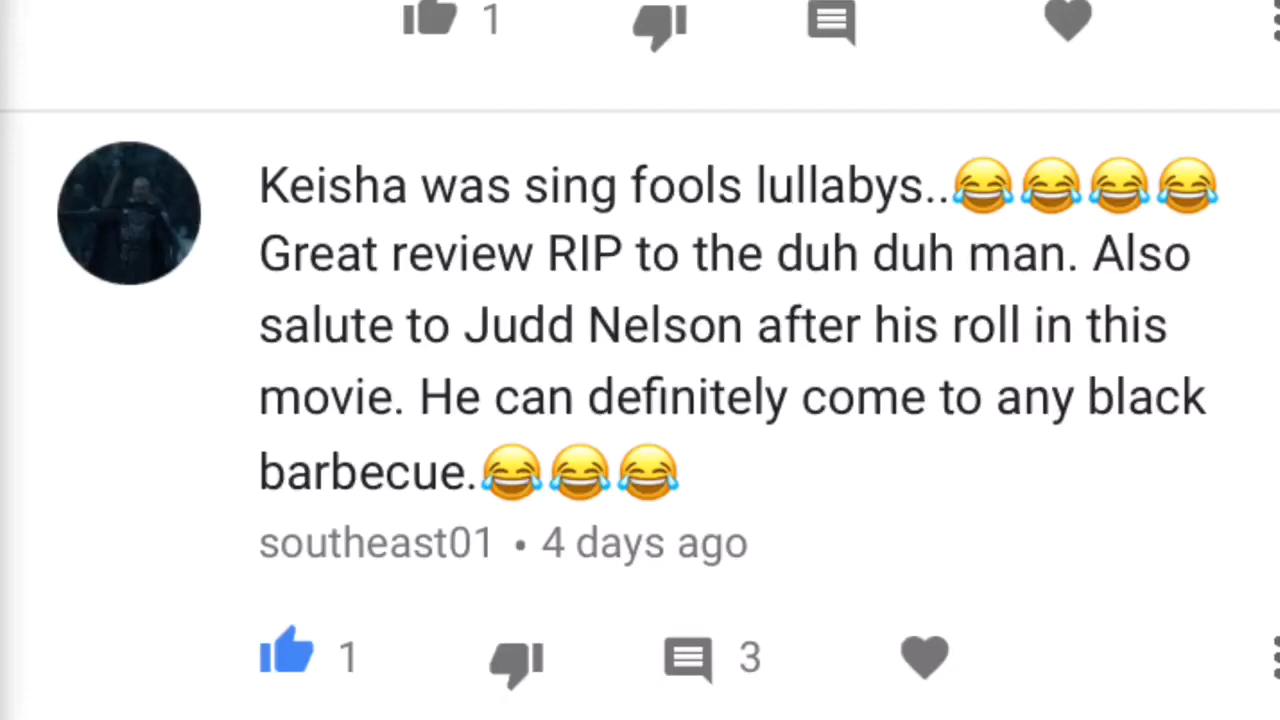 1
Keisha was sing fools lullabys..😂😂😂😂
Great review RIP to the duh duh man. Also
salute to Judd Nelson after his roll in this
movie. He can definitely come to any black
barbecue.😂😂😂
southeast01 • 4 days ago
1 3